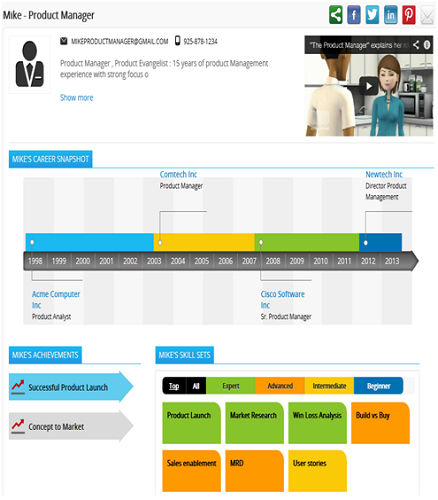 Mike - Product Manager
MIKEPRODUCTMANAGER@GMAIL.COM 925-878-1234
Product Manager , Product Evangelist : 15 years of product Management
experience with strong focus o
Show more
"The Product Manager" explains her
MIKE'S CAREER SNAPSHOT
Comtech Inc
Product Manager
Newtech Inc
Director Product
Management
1998 1999 2000 2001 2002 2003 2004 2005 2006 2007 2008 2009 2010 2011 2012 2013
Acme Computer
Inc
Product Analyst
Cisco Software
Inc
Sr. Product Manager
MIKE'S ACHIEVEMENTS
Successful Product Launch
Concept to Market
MIKE'S SKILL SETS
Top All Expert Advanced Intermediate Beginner
Product Launch Market Research Win Loss Analysis Build vs Buy
Sales enablement MRD User stories